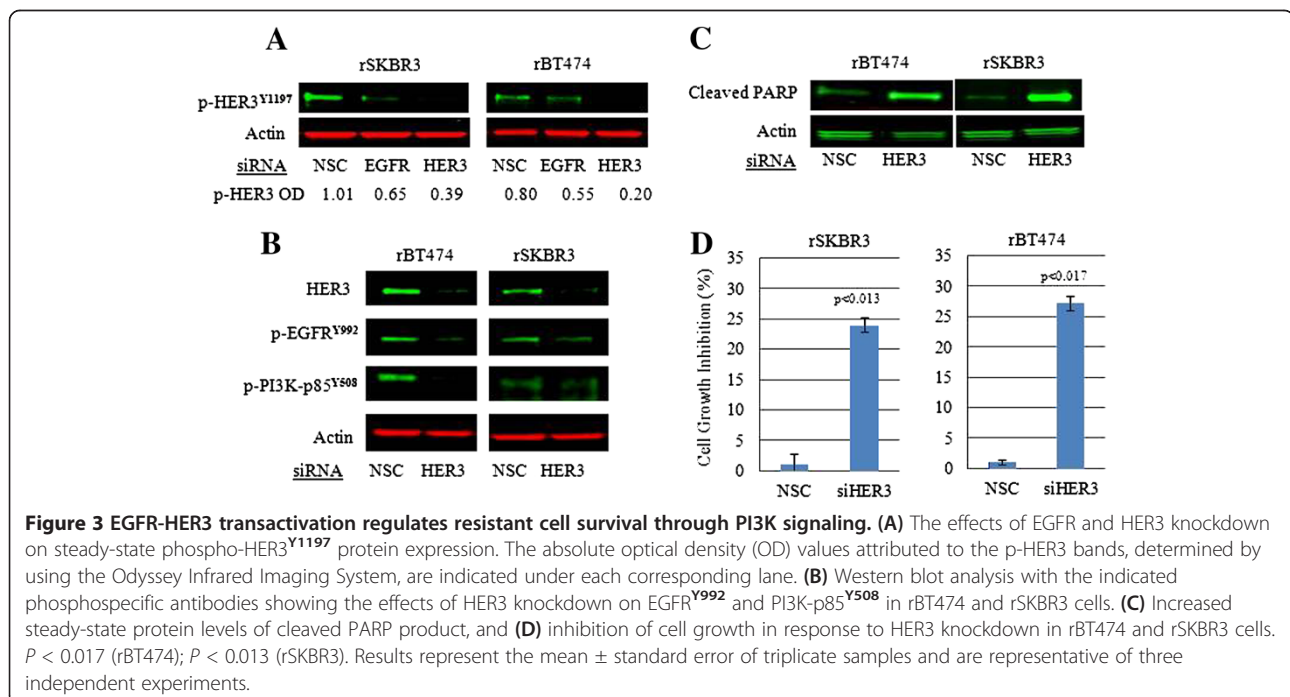 A
rSKBR3 rBT474
p-HER3Y1197
Actin
siRNA NSC EGFR HER3 NSC EGFR HER3
p-HER3 OD 1.01 0.65 0.39 0.80 0.55 0.20
C
rBT474 rSKBR3
Cleaved PARP
Actin
siRNA NSC HER3 NSC HER3
B
rBT474 rSKBR3
HER3
p-EGFRY992
p-PI3K-p85Y508
Actin
siRNA NSC HER3 NSC HER3
D
rSKBR3 rBT474
Cell Growth Inhibition (%)
35 35
30 30
25 25
20 20
15 15
10 10
5 5
0 0
p<0.013 p<0.017
NSC siHER3 NSC siHER3
Figure 3 EGFR-HER3 transactivation regulates resistant cell survival through PI3K signaling. (A) The effects of EGFR and HER3 knockdown
on steady-state phospho-HER3Y1197 protein expression. The absolute optical density (OD) values attributed to the p-HER3 bands, determined by
using the Odyssey Infrared Imaging System, are indicated under each corresponding lane. (B) Western blot analysis with the indicated
phosphospecific antibodies showing the effects of HER3 knockdown on EGFRY992 and PI3K-p85Y508 in rBT474 and rSKBR3 cells. (C) Increased
steady-state protein levels of cleaved PARP product, and (D) inhibition of cell growth in response to HER3 knockdown in rBT474 and rSKBR3 cells.
P < 0.017 (rBT474); P < 0.013 (rSKBR3). Results represent the mean ± standard error of triplicate samples and are representative of three
independent experiments.